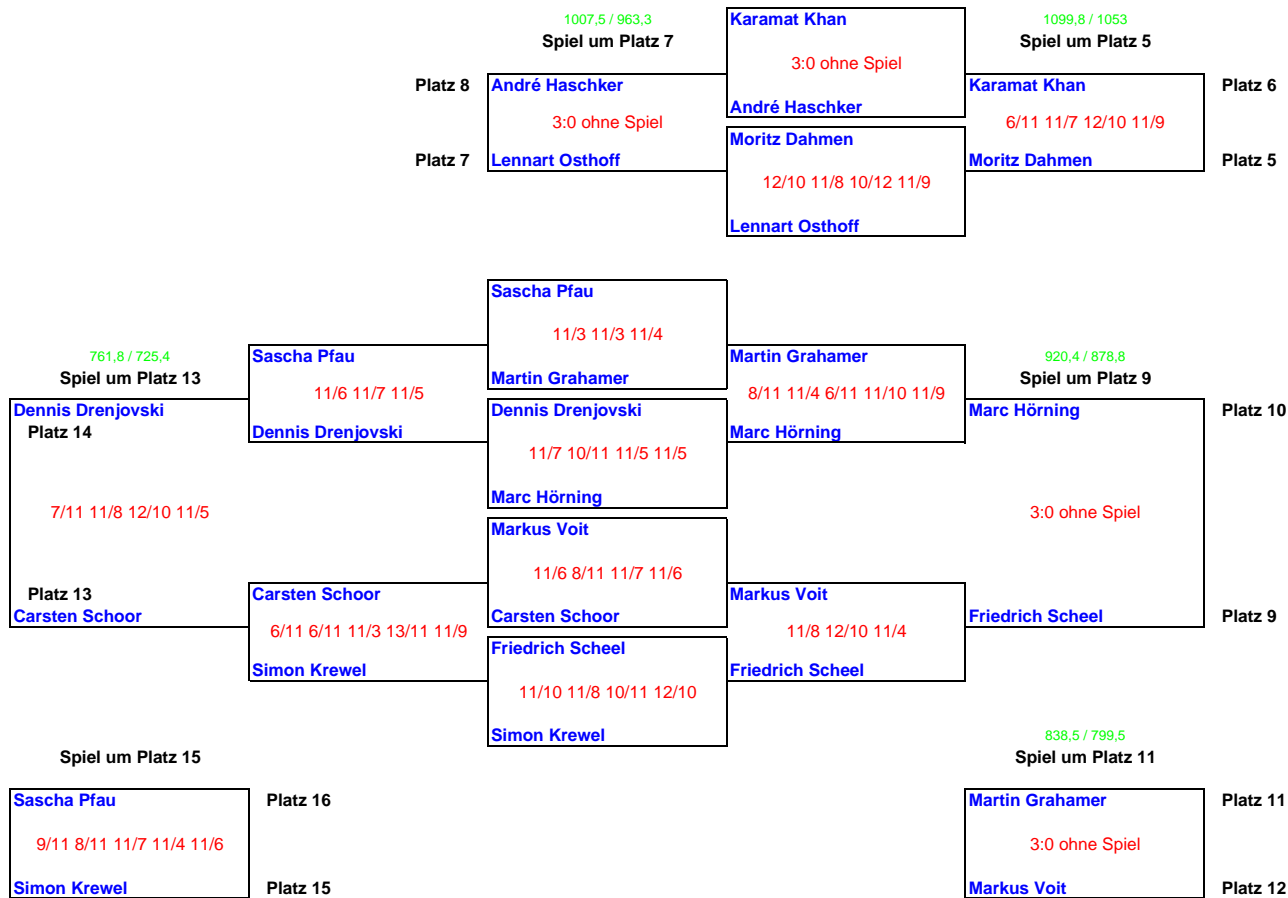 1007,5 / 963,3
Spiel um Platz 7
Karamat Khan
3:0 ohne Spiel
André Haschker
1099,8 / 1053
Spiel um Platz 5
Platz 8
André Haschker
3:0 ohne Spiel
Platz 7
Lennart Osthoff
Moritz Dahmen
12/10 11/8 10/12 11/9
Lennart Osthoff
Karamat Khan
Platz 6
6/11 11/7 12/10 11/9
Moritz Dahmen
Platz 5
Sascha Pfau
11/3 11/3 11/4
Martin Grahamer
761,8 / 725,4
Spiel um Platz 13
Sascha Pfau
11/6 11/7 11/5
Dennis Drenjovski
Martin Grahamer
8/11 11/4 6/11 11/10 11/9
Marc Hörning
920,4 / 878,8
Spiel um Platz 9
Dennis Drenjovski
Platz 14
Dennis Drenjovski
11/7 10/11 11/5 11/5
Marc Hörning
Marc Hörning
Platz 10
7/11 11/8 12/10 11/5
3:0 ohne Spiel
Markus Voit
11/6 8/11 11/7 11/6
Carsten Schoor
Platz 13
Carsten Schoor
Carsten Schoor
6/11 6/11 11/3 13/11 11/9
Simon Krewel
Markus Voit
11/8 12/10 11/4
Friedrich Scheel
Friedrich Scheel
Platz 9
Friedrich Scheel
11/10 11/8 10/11 12/10
Simon Krewel
Spiel um Platz 15
838,5 / 799,5
Spiel um Platz 11
Sascha Pfau
Platz 16
9/11 8/11 11/7 11/4 11/6
Simon Krewel
Platz 15
Martin Grahamer
Platz 11
3:0 ohne Spiel
Markus Voit
Platz 12